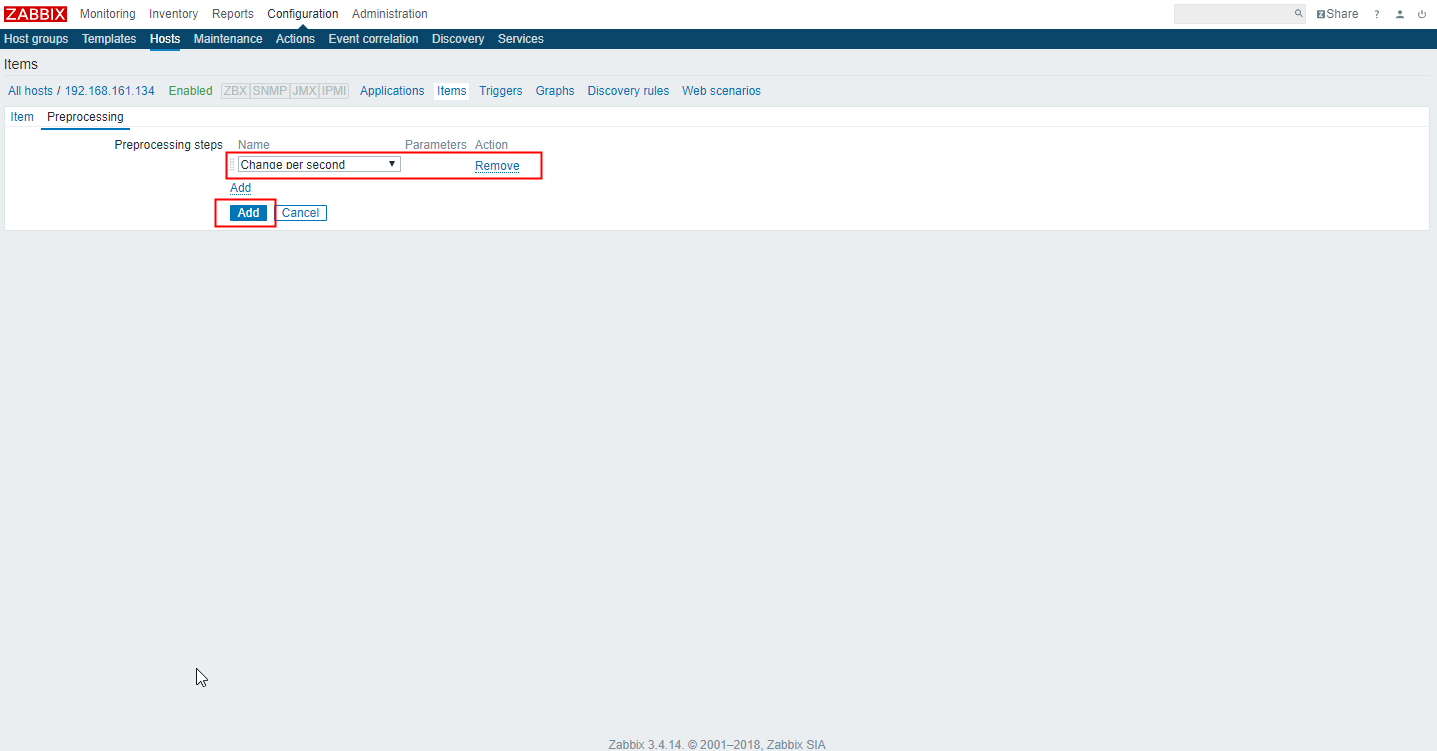 ZABBIX Monitoring Inventory Reports Configuration Administration Share ?
Host groups Templates Hosts Maintenance Actions Event correlation Discovery Services
Items
All hosts / 192.168.161.134 Enabled ZBX SNMP JMX IPMI Applications Items Triggers Graphs Discovery rules Web scenarios
Item Preprocessing
Preprocessing steps Name Parameters Action
Change per second Remove
Add
Add Cancel
Zabbix 3.4.14. © 2001–2018, Zabbix SIA